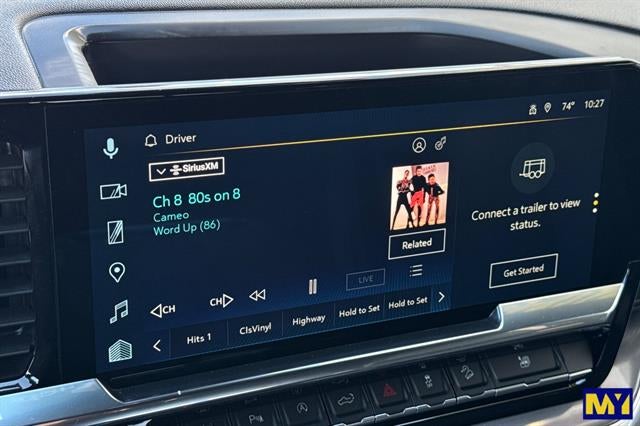 74° 10:27
Driver
SiriusXM
Ch 8 80s on 8
Cameo
Word Up (86)
Related
Connect a trailer to view
status.
Get Started
CH
CH
LIVE
Hits 1 ClsVinyl Highway Hold to Set Hold to Set
MY